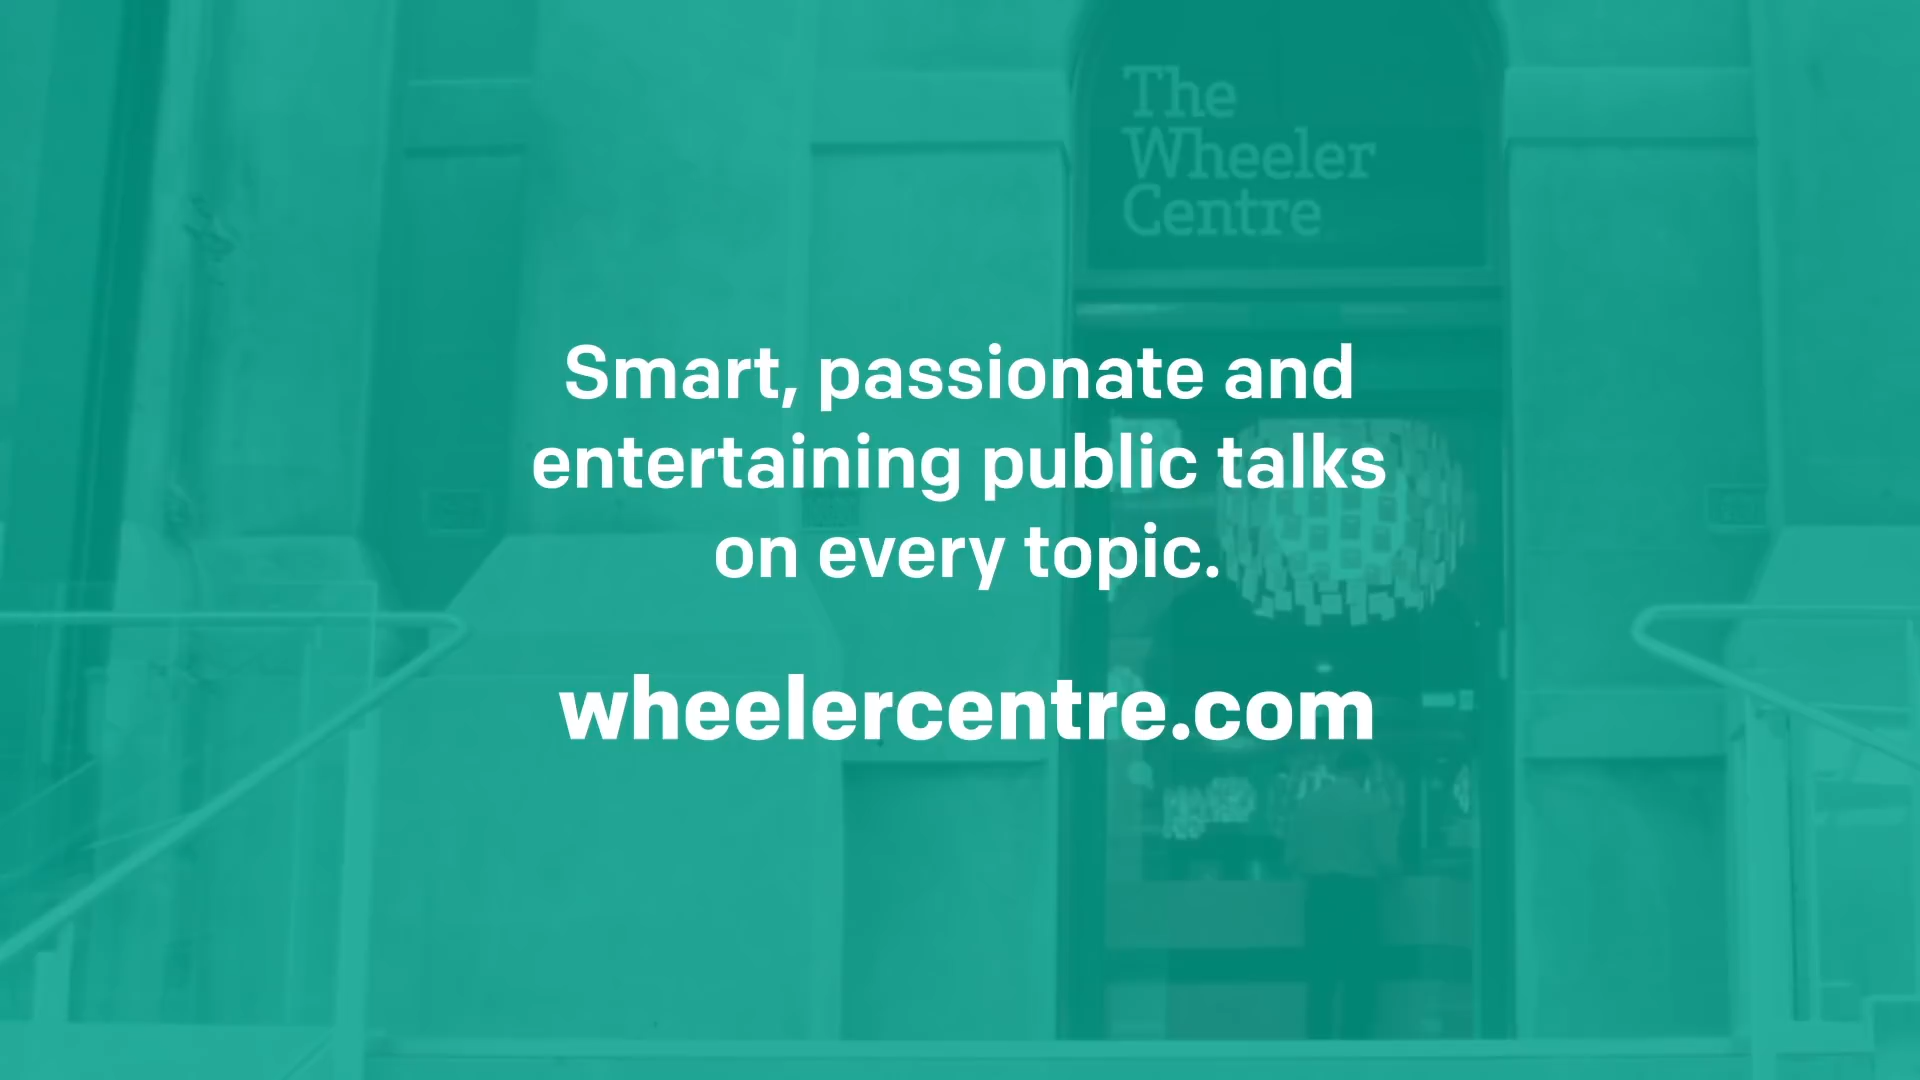 The
Wheeler
Centre
Smart, passionate and
entertaining public talks
on every topic.
wheelercentre.com